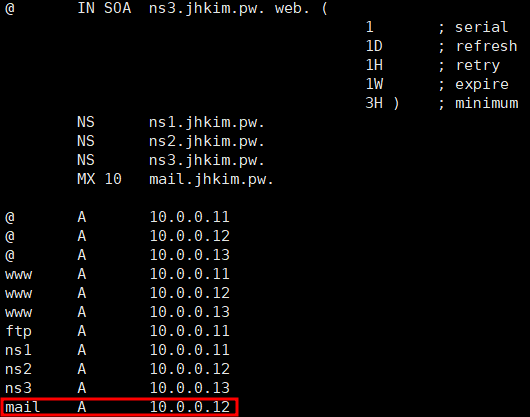 @ IN SOA ns3.jhkim.pw. web. (
1 ; serial
1D ; refresh
1H ; retry
1W ; expire
3H ) ; minimum
NS ns1.jhkim.pw.
NS ns2.jhkim.pw.
NS ns3.jhkim.pw.
MX 10 mail.jhkim.pw.
@ A 10.0.0.11
@ A 10.0.0.12
@ A 10.0.0.13
www A 10.0.0.11
www A 10.0.0.12
www A 10.0.0.13
ftp A 10.0.0.11
ns1 A 10.0.0.11
ns2 A 10.0.0.12
ns3 A 10.0.0.13
mail A 10.0.0.12